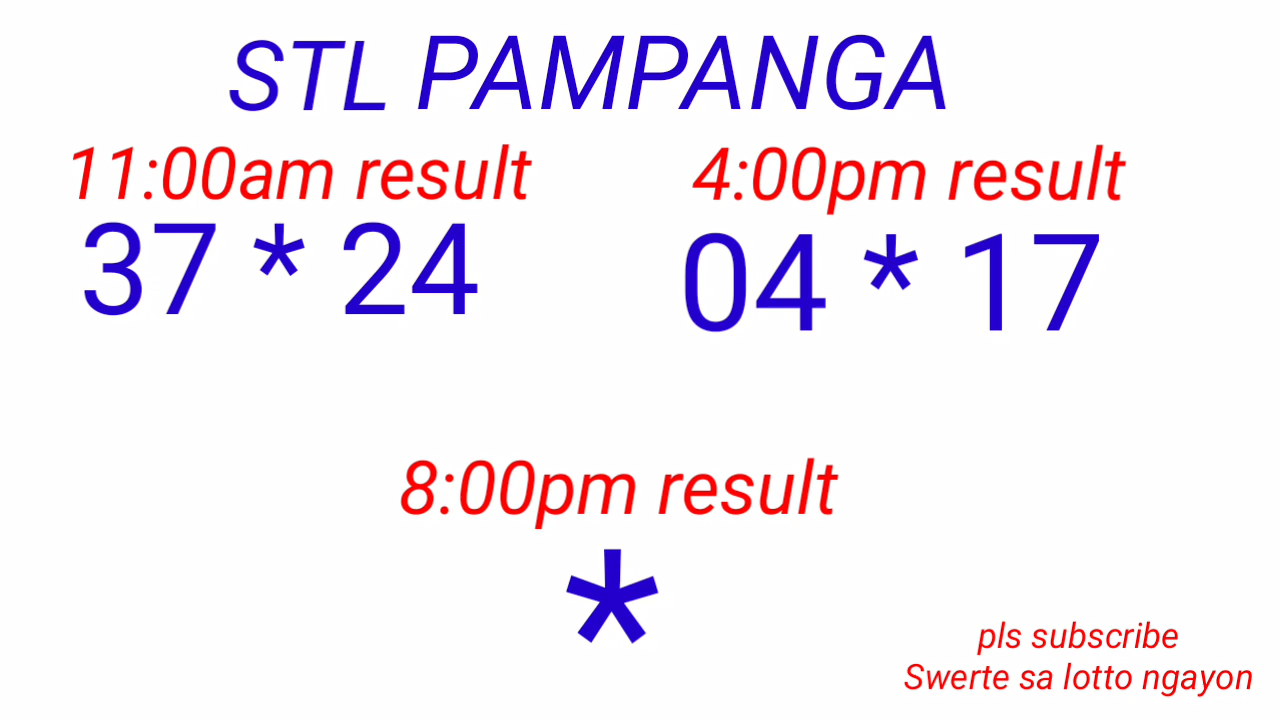 STL PAMPANGA
11:00am result
37 * 24
4:00pm result
04 * 17
8:00pm result
*
pls subscribe
Swerte sa lotto ngayon